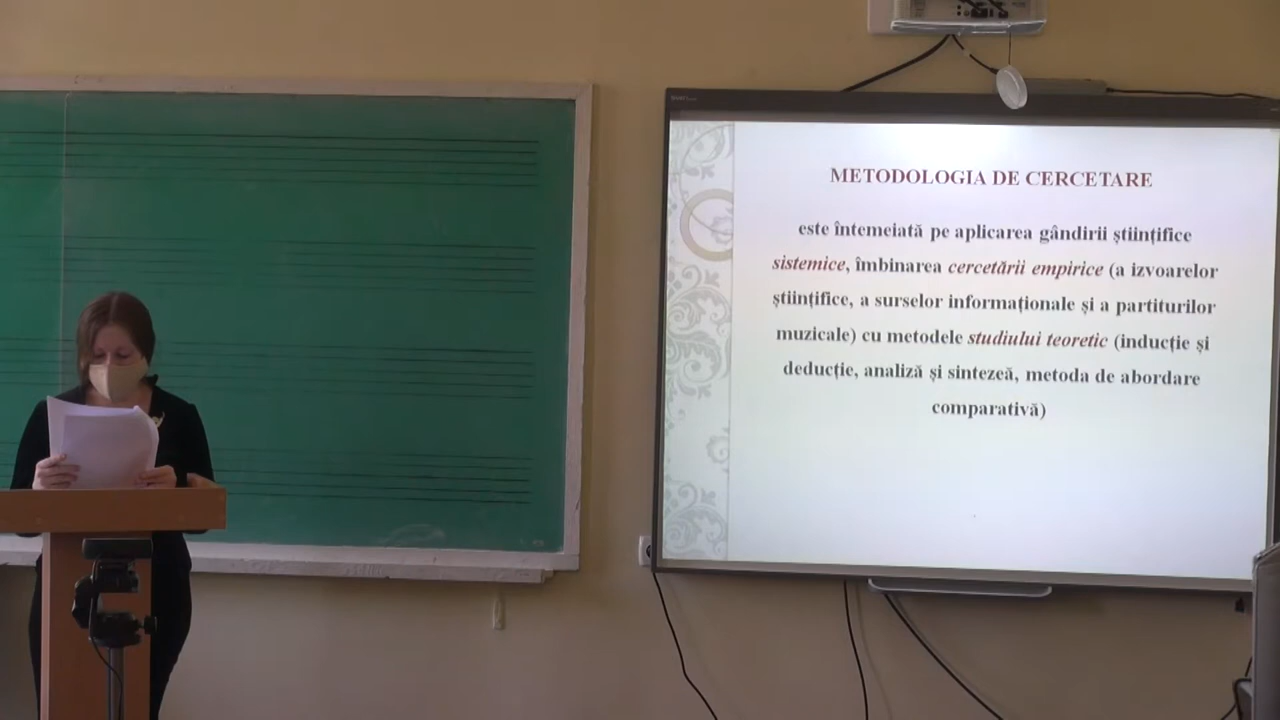 METODOLOGIA DE CERCETARE
este întemeiată pe aplicarea gândirii științifice
sistemice, îmbinarea cercetării empirice (a izvoarelor
științifice, a surselor informaționale și a partiturilor
muzicale) cu metodele studiului teoretic (inducție și
deducție, analiză și sinteză, metoda de abordare
comparativă)